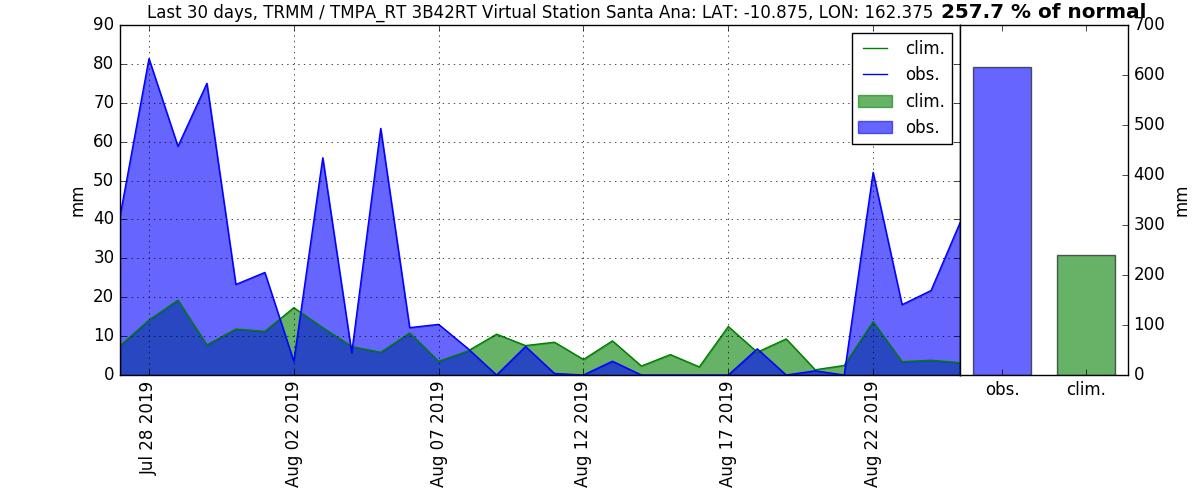 Last 30 days, TRMM / TMPA_RT 3B42RT Virtual Station Santa Ana: LAT: -10.875, LON: 162.375 257.7 % of normal
90
80
70
60
50
40
30
20
10
0
mm
clim.
obs.
clim.
obs.
Jul 28 2019
Aug 02 2019
Aug 07 2019
Aug 12 2019
Aug 17 2019
Aug 22 2019
700
600
500
400
300
200
100
0
mm
obs. clim.